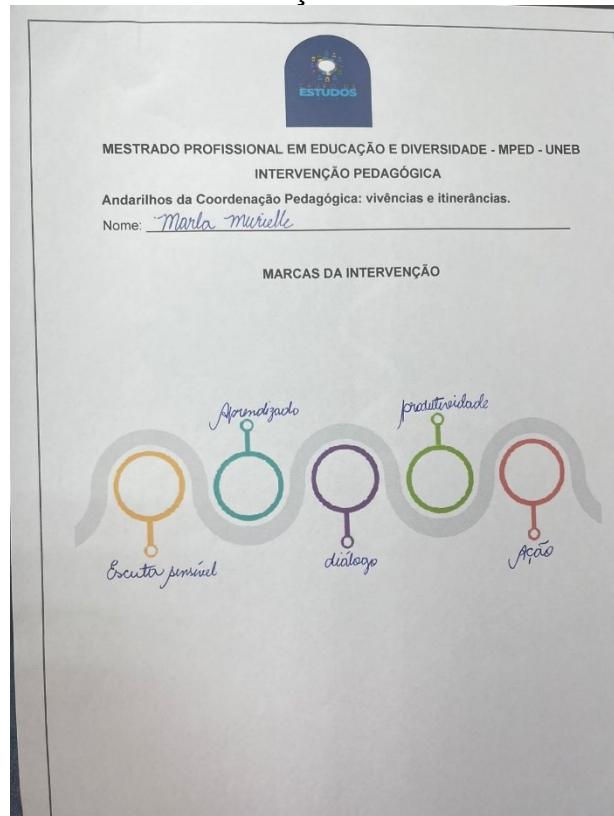 ESTUDOS
MESTRADO PROFISSIONAL EM EDUCAÇÃO E DIVERSIDADE - MPED - UNEB
INTERVENÇÃO PEDAGÓGICA
Andarilhos da Coordenação Pedagógica: vivências e itinerâncias.
Nome: Marla Murielle
MARCAS DA INTERVENÇÃO
Aprendizado produtividade
Escuta sensível diálogo Ação